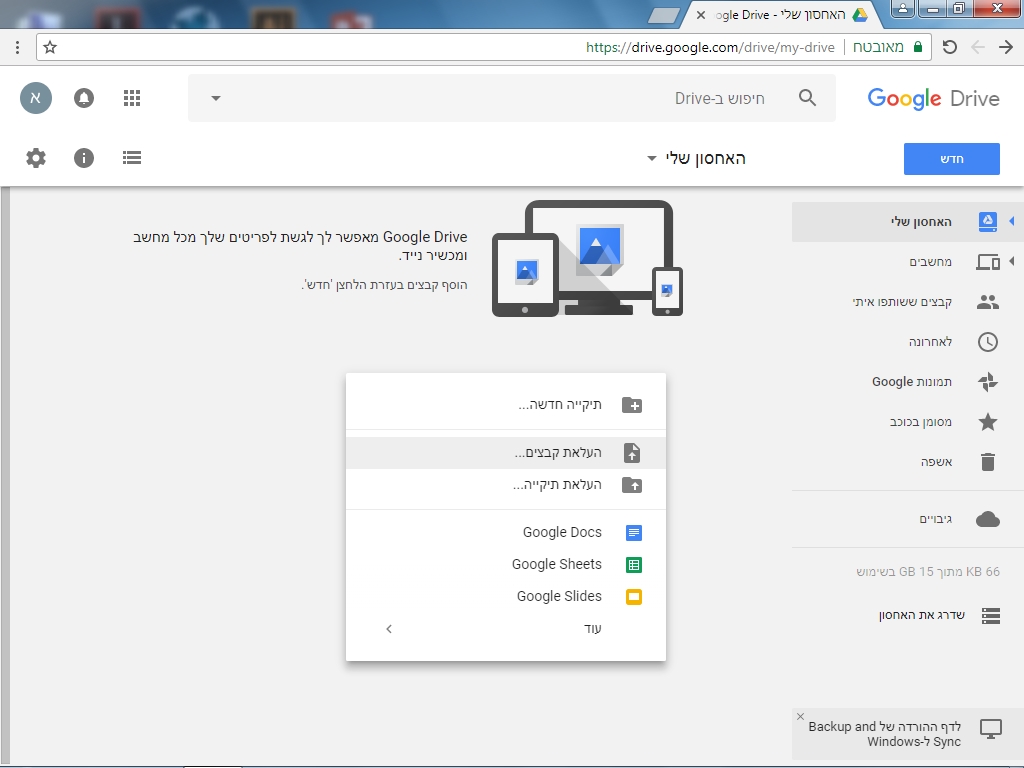 האחסון שלי - ogle Drive
מאובטח
https://drive.google.com/drive/my-drive
Google Drive
חיפוש ב-Drive
א
חדש
האחסון שלי
האחסון שלי
מחשבים
קבצים ששותפו איתי
לאחרונה
תמונות Google
מסומן בכוכב
אשפה
גיבויים
66 KB מתוך 15 GB בשימוש
שדרג את האחסון
לדף ההורדה של Backup and
Sync ל-Windows
Google Drive מאפשר לך לגשת לפריטים שלך מכל מחשב
ומכשיר נייד.
הוסף קבצים בעזרת הלחצן 'חדש'.
תיקייה חדשה...
העלאת קבצים...
העלאת תיקייה...
Google Docs
Google Sheets
Google Slides
עוד